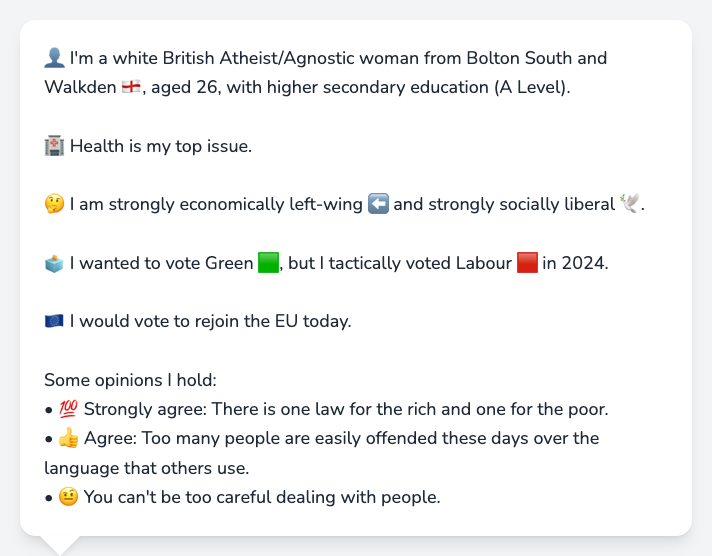 👤 I'm a white British Atheist/Agnostic woman from Bolton South and
Walkden 🏴󠁧󠁢󠁥󠁮󠁧󠁿, aged 26, with higher secondary education (A Level).
🏥 Health is my top issue.
🤔 I am strongly economically left-wing ⬅️ and strongly socially liberal 🕊️.
🗳️ I wanted to vote Green 🟩, but I tactically voted Labour 🟥 in 2024.
🇪🇺 I would vote to rejoin the EU today.
Some opinions I hold:
• 💯 Strongly agree: There is one law for the rich and one for the poor.
• 👍 Agree: Too many people are easily offended these days over the
language that others use.
• 🤨 You can't be too careful dealing with people.